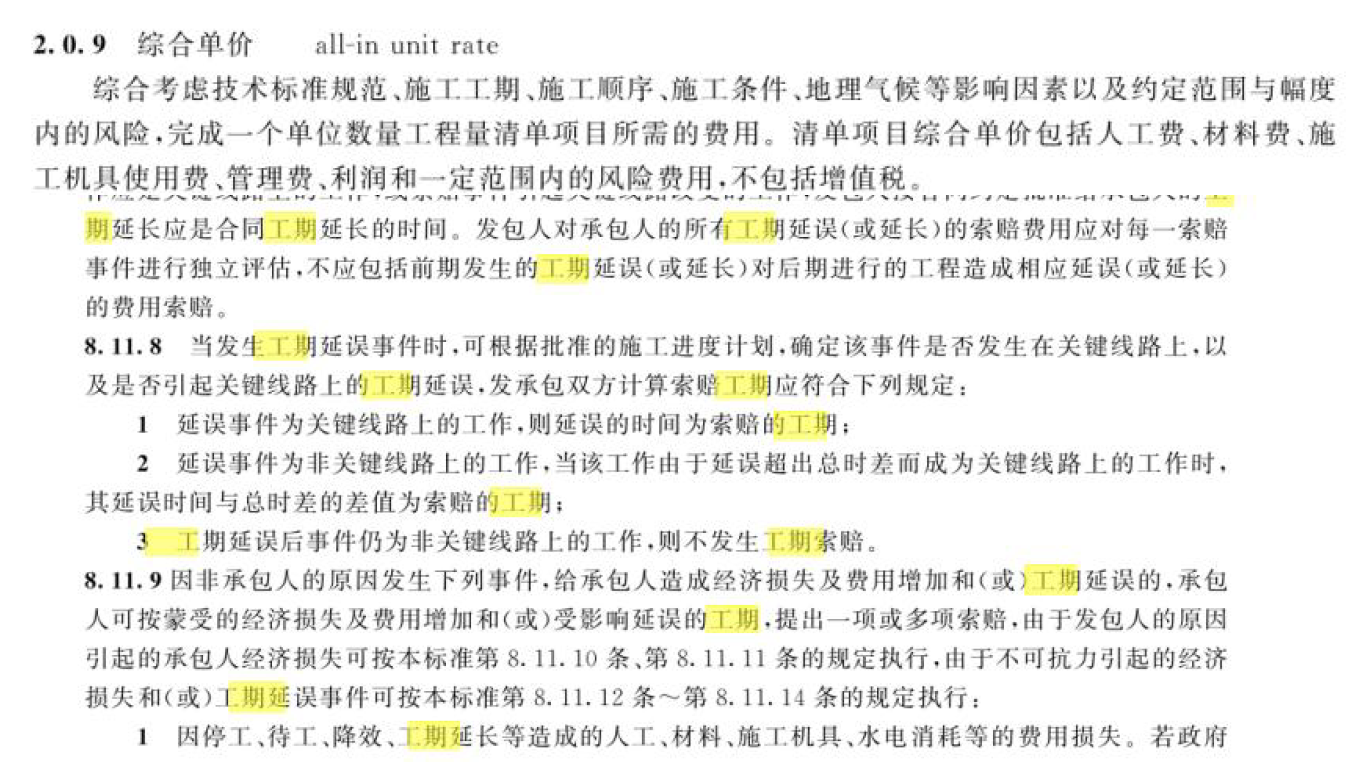 2.0.9 综合单价 all-in unit rate
综合考虑技术标准规范、施工工期、施工顺序、施工条件、地理气候等影响因素以及约定范围与幅度
内的风险,完成一个单位数量工程量清单项目所需的费用。清单项目综合单价包括人工费、材料费、施
工机具使用费、管理费、利润和一定范围内的风险费用,不包括增值税。
期延长应是合同工期延长的时间。发包人对承包人的所有工期延误(或延长)的索赔费用应对每一索赔
事件进行独立评估,不应包括前期发生的工期延误(或延长)对后期进行的工程造成相应延误(或延长)
的费用索赔。
8.11.8 当发生工期延误事件时,可根据批准的施工进度计划,确定该事件是否发生在关键线路上,以
及是否引起关键线路上的工期延误,发承包双方计算索赔工期应符合下列规定:
1 延误事件为关键线路上的工作,则延误的时间为索赔的工期;
2 延误事件为非关键线路上的工作,当该工作由于延误超出总时差而成为关键线路上的工作时,
其延误时间与总时差的差值为索赔的工期;
3 工期延误后事件仍为非关键线路上的工作,则不发生工期索赔。
8.11.9 因非承包人的原因发生下列事件,给承包人造成经济损失及费用增加和(或)工期延误的,承包
人可按蒙受的经济损失及费用增加和(或)受影响延误的工期,提出一项或多项索赔,由于发包人的原因
引起的承包人经济损失可按本标准第 8.11.10 条、第 8.11.11 条的规定执行,由于不可抗力引起的经济
损失和(或)工期延误事件可按本标准第 8.11.12 条~第 8.11.14 条的规定执行:
1 因停工、待工、降效、工期延长等造成的人工、材料、施工机具、水电消耗等的费用损失。若政府